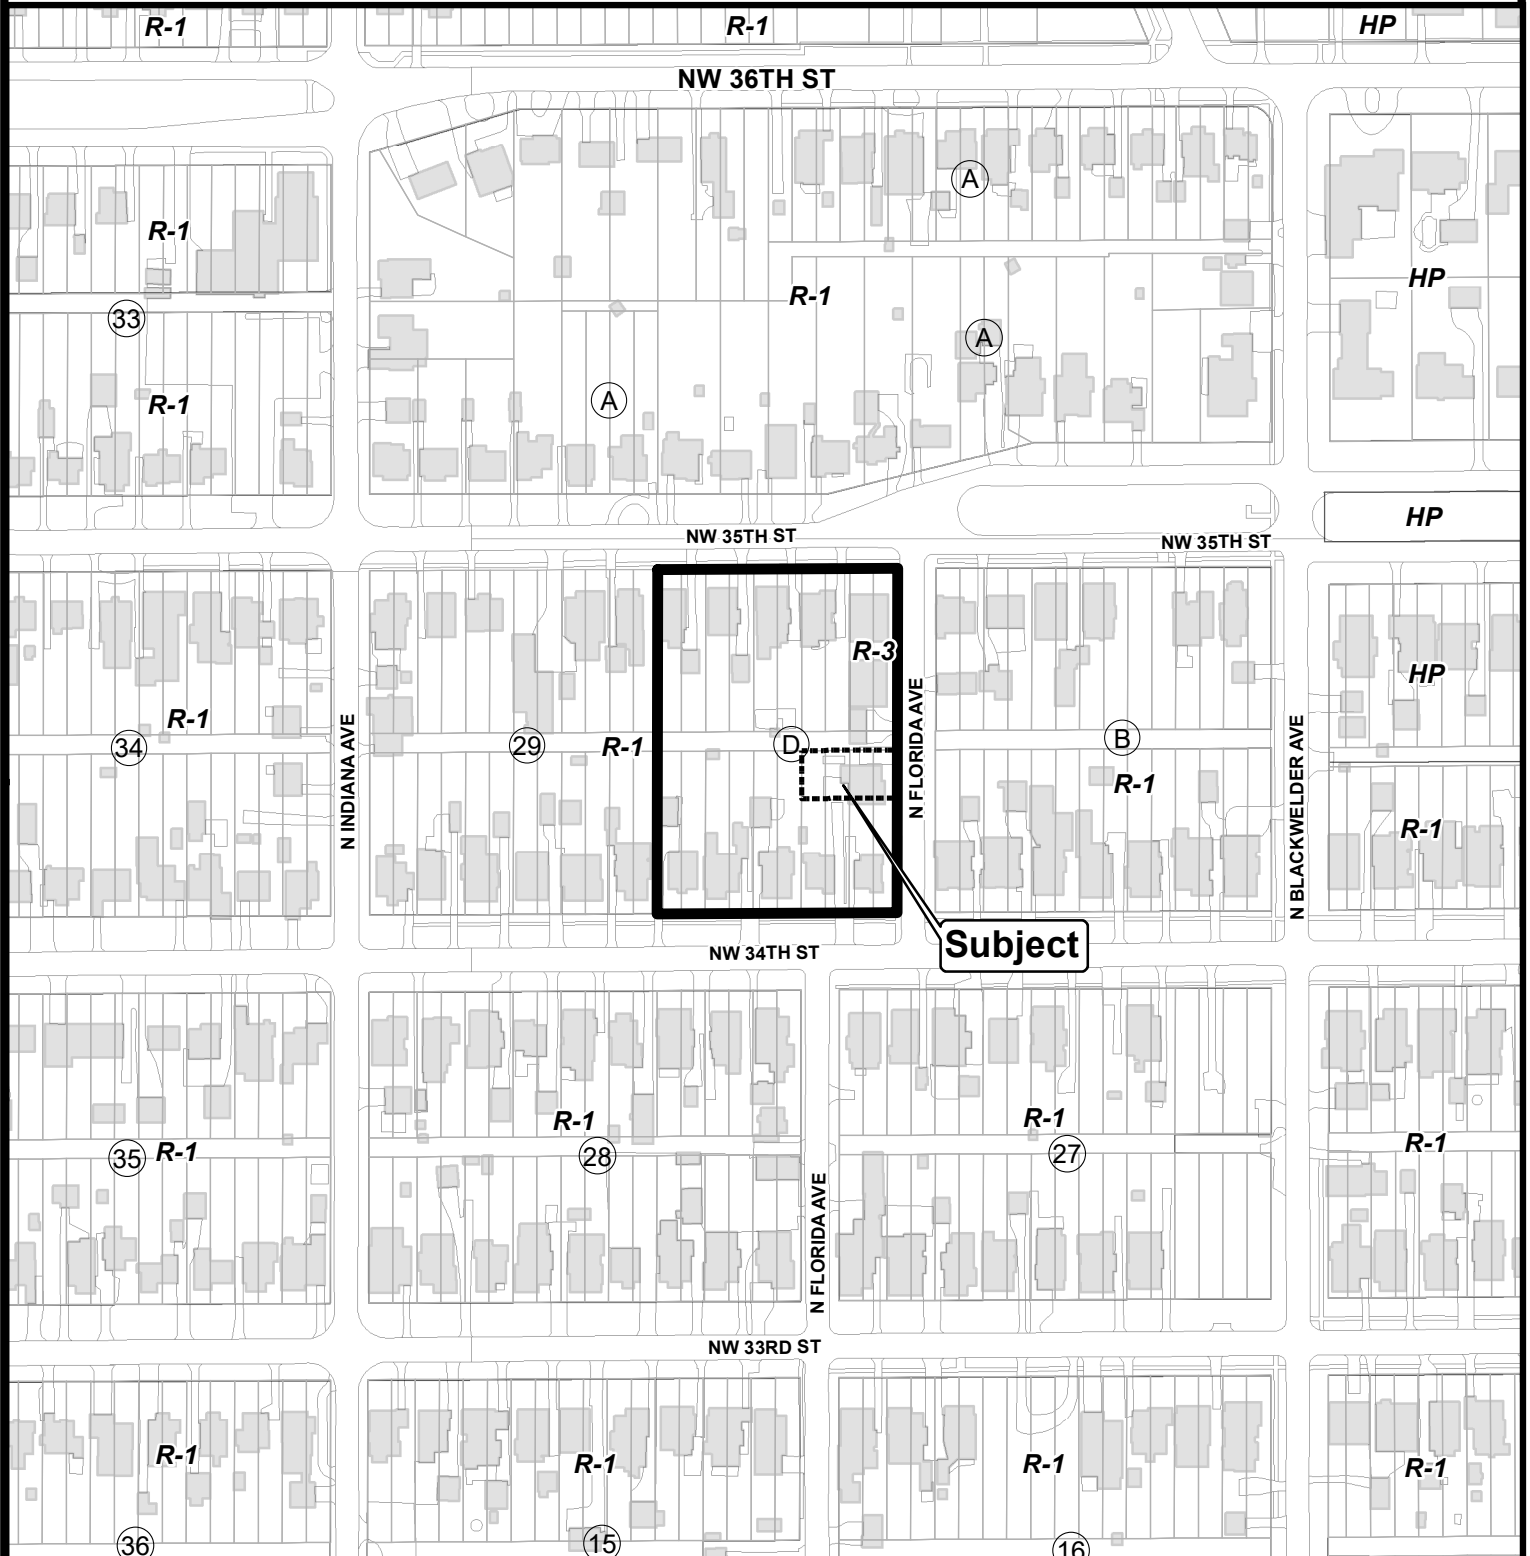 R-1
R-1
HP
NW 36TH ST
A
R-1
HP
R-1
33
A
A
R-1
HP
NW 35TH ST
NW 35TH ST
R-3
HP
N FLORIDA AVE
R-1
34
N INDIANA AVE
29
R-1
D
B
R-1
N BLACKWELDER AVE
R-1
Subject
NW 34TH ST
R-1
R-1
R-1
35
R-1
28
27
N FLORIDA AVE
NW 33RD ST
R-1
R-1
R-1
R-1
36
15
16